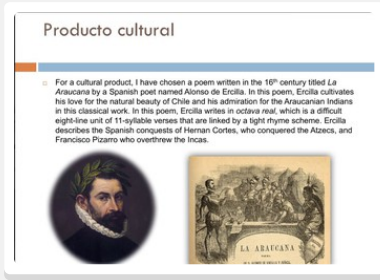 Producto cultural
For a cultural product, I have chosen a poem written in the 16th century titled La
Araucana by a Spanish poet named Alonso de Ercilla. In this poem, Ercilla cultivates
his love for the natural beauty of Chile and his admiration for the Araucanian Indians
in this classical work. In this poem, Ercilla writes in octava real, which is a difficult
eight-line unit of 11-syllable verses that are linked by a tight rhyme scheme. Ercilla
describes the Spanish conquests of Hernan Cortes, who conquered the Atzecs, and
Francisco Pizarro who overthrew the Incas.
LA ARAUCANA